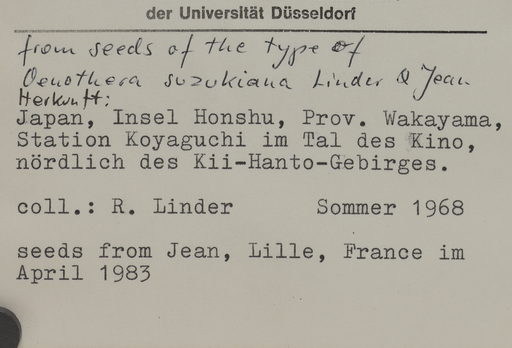 der Universität Düsseldorf
from seeds of the type of
Oenothera suzukiana Linder & Jean
Herkunft:
Japan, Insel Honshu, Prov. Wakayama,
Station Koyaguchi im Tal des Kino,
nördlich des Kii-Hanto-Gebirges.
coll.: R. Linder Sommer 1968
seeds from Jean, Lille, France im
April 1983